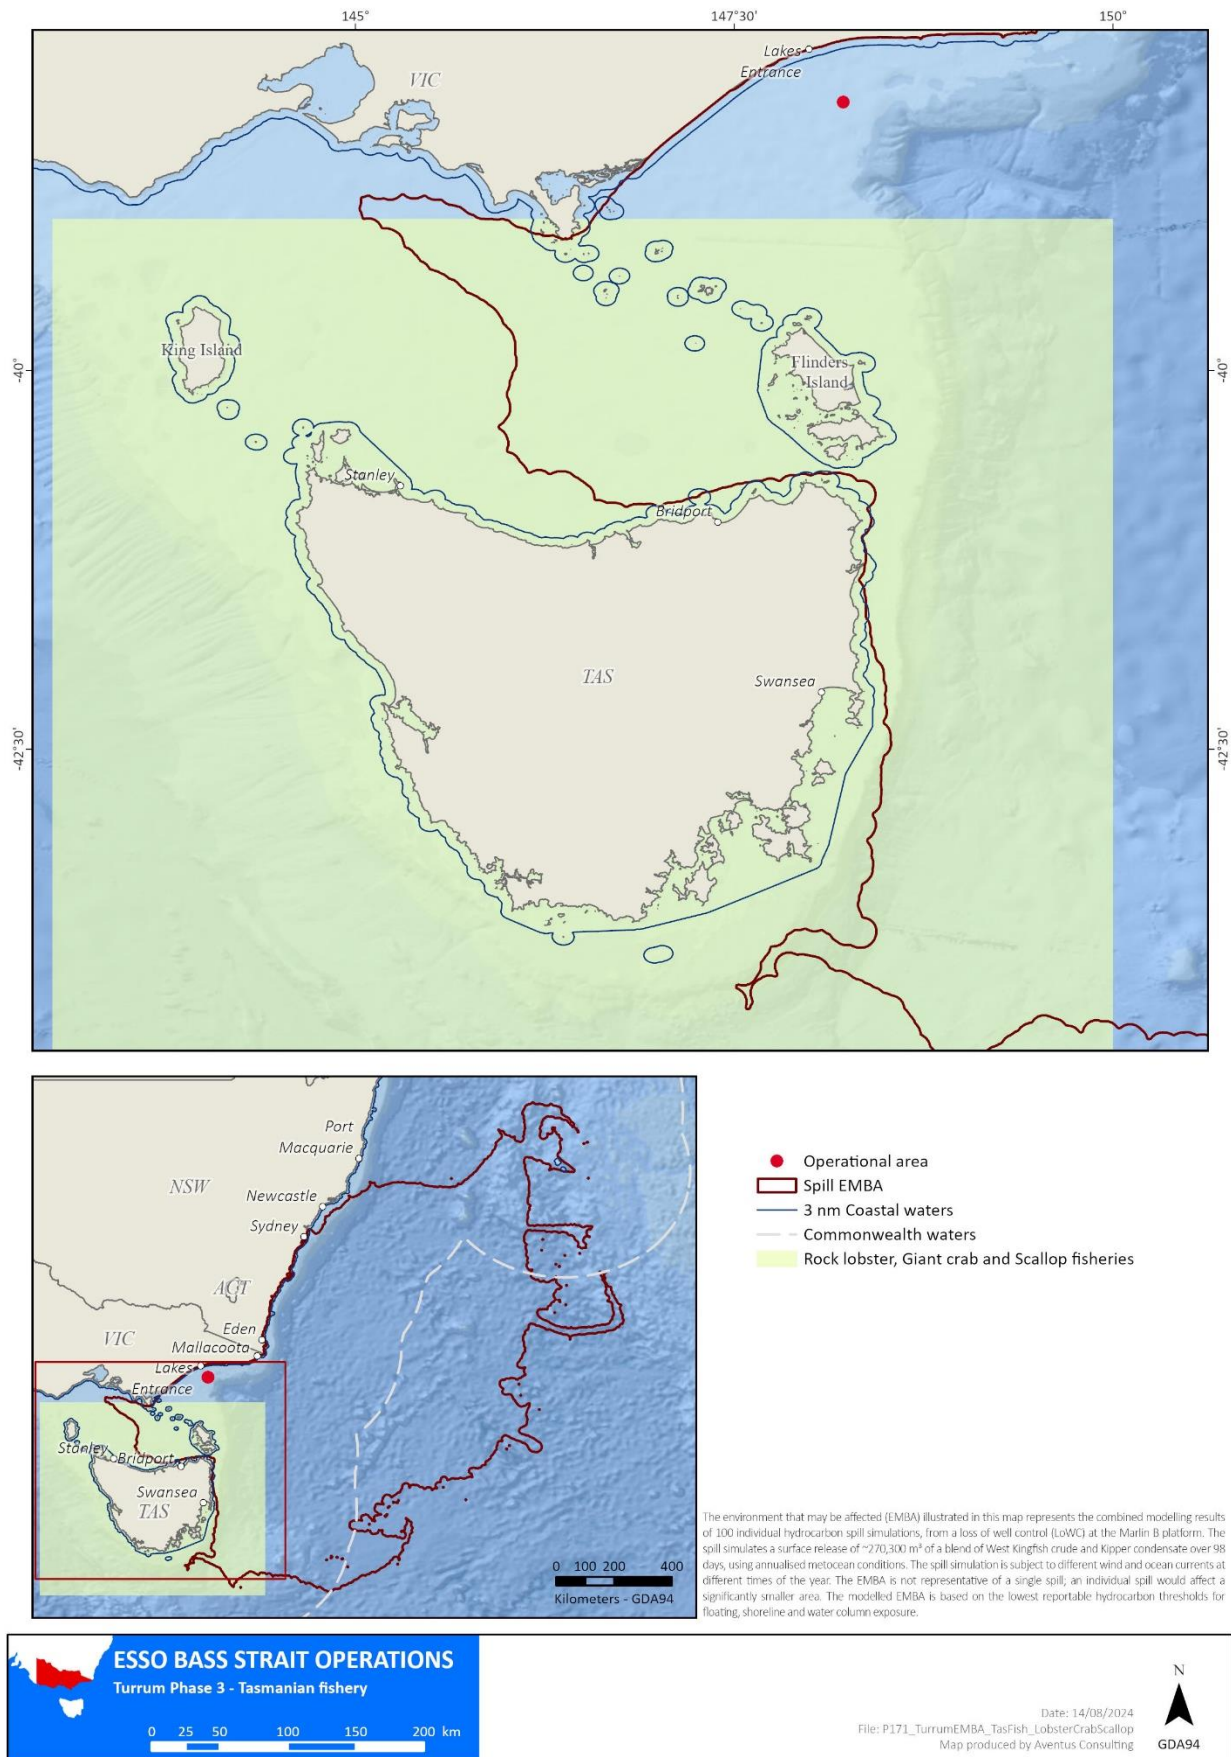 145°
147°30'
150°
Lakes
Entrance
VIC
King Island
-40°
-40°
Flinders
Island
Stanley
Bridport
TAS
Swansea
-42°30'
-42°30'
Port
Macquarie
NSW
Newcastle
Sydney
ACT
Eden
VIC
Mallacoota
Lakes
Entrance
Stanley
Bridport
Swansea
TAS
0 100 200 400
Kilometers - GDA94
Operational area
Spill EMBA
3 nm Coastal waters
Commonwealth waters
Rock lobster, Giant crab and Scallop fisheries
The environment that may be affected (EMBA) illustrated in this map represents the combined modelling results
of 100 individual hydrocarbon spill simulations, from a loss of well control (LoWC) at the Marlin B platform. The
spill simulates a surface release of ~270,300 m³ of a blend of West Kingfish crude and Kipper condensate over 98
days, using annualised metocean conditions. The spill simulation is subject to different wind and ocean currents at
different times of the year. The EMBA is not representative of a single spill; an individual spill would affect a
significantly smaller area. The modelled EMBA is based on the lowest reportable hydrocarbon thresholds for
floating, shoreline and water column exposure.
ESSO BASS STRAIT OPERATIONS
Turrum Phase 3 - Tasmanian fishery
0 25 50 100 150 200 km
Date: 14/08/2024
File: P171_TurrumEMBA_TasFish_LobsterCrabScallop
Map produced by Aventus Consulting
N
GDA94